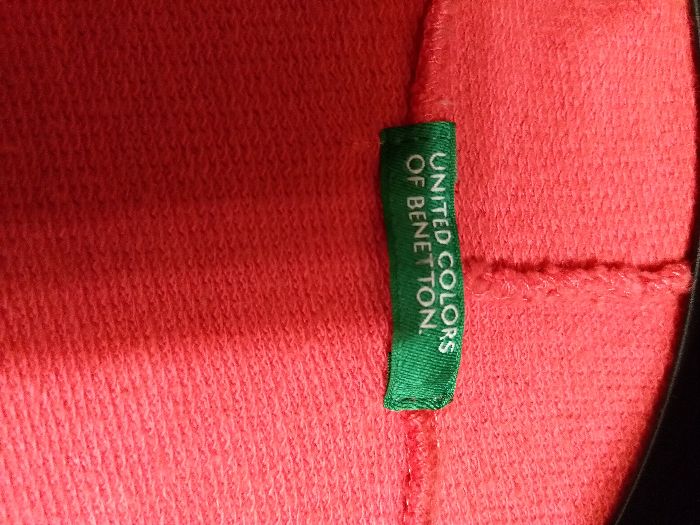 UNITED COLORS
OF BENETTON.